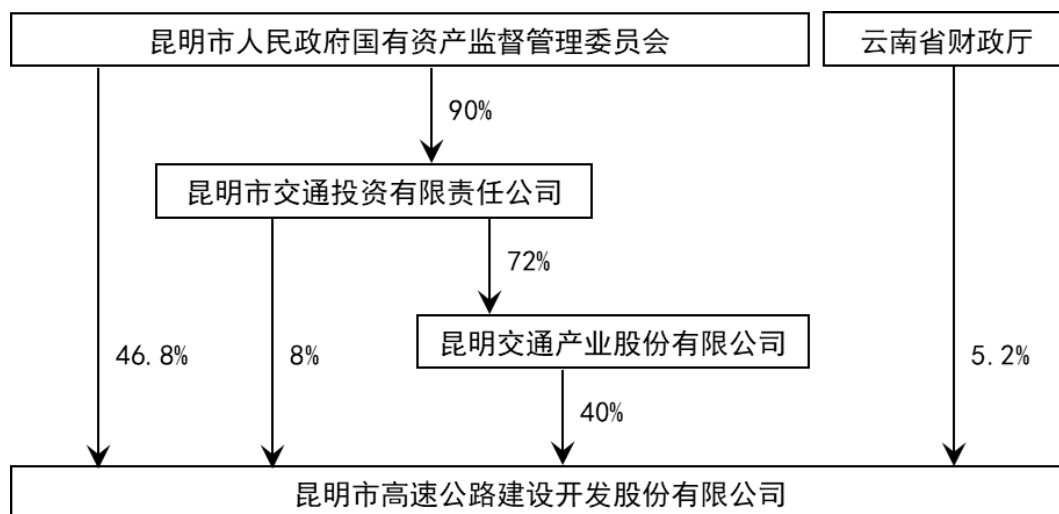 昆明市人民政府国有资产监督管理委员会
云南省财政厅
90%
昆明市交通投资有限责任公司
72%
昆明交通产业股份有限公司
46.8%
8%
5.2%
40%
昆明市高速公路建设开发股份有限公司